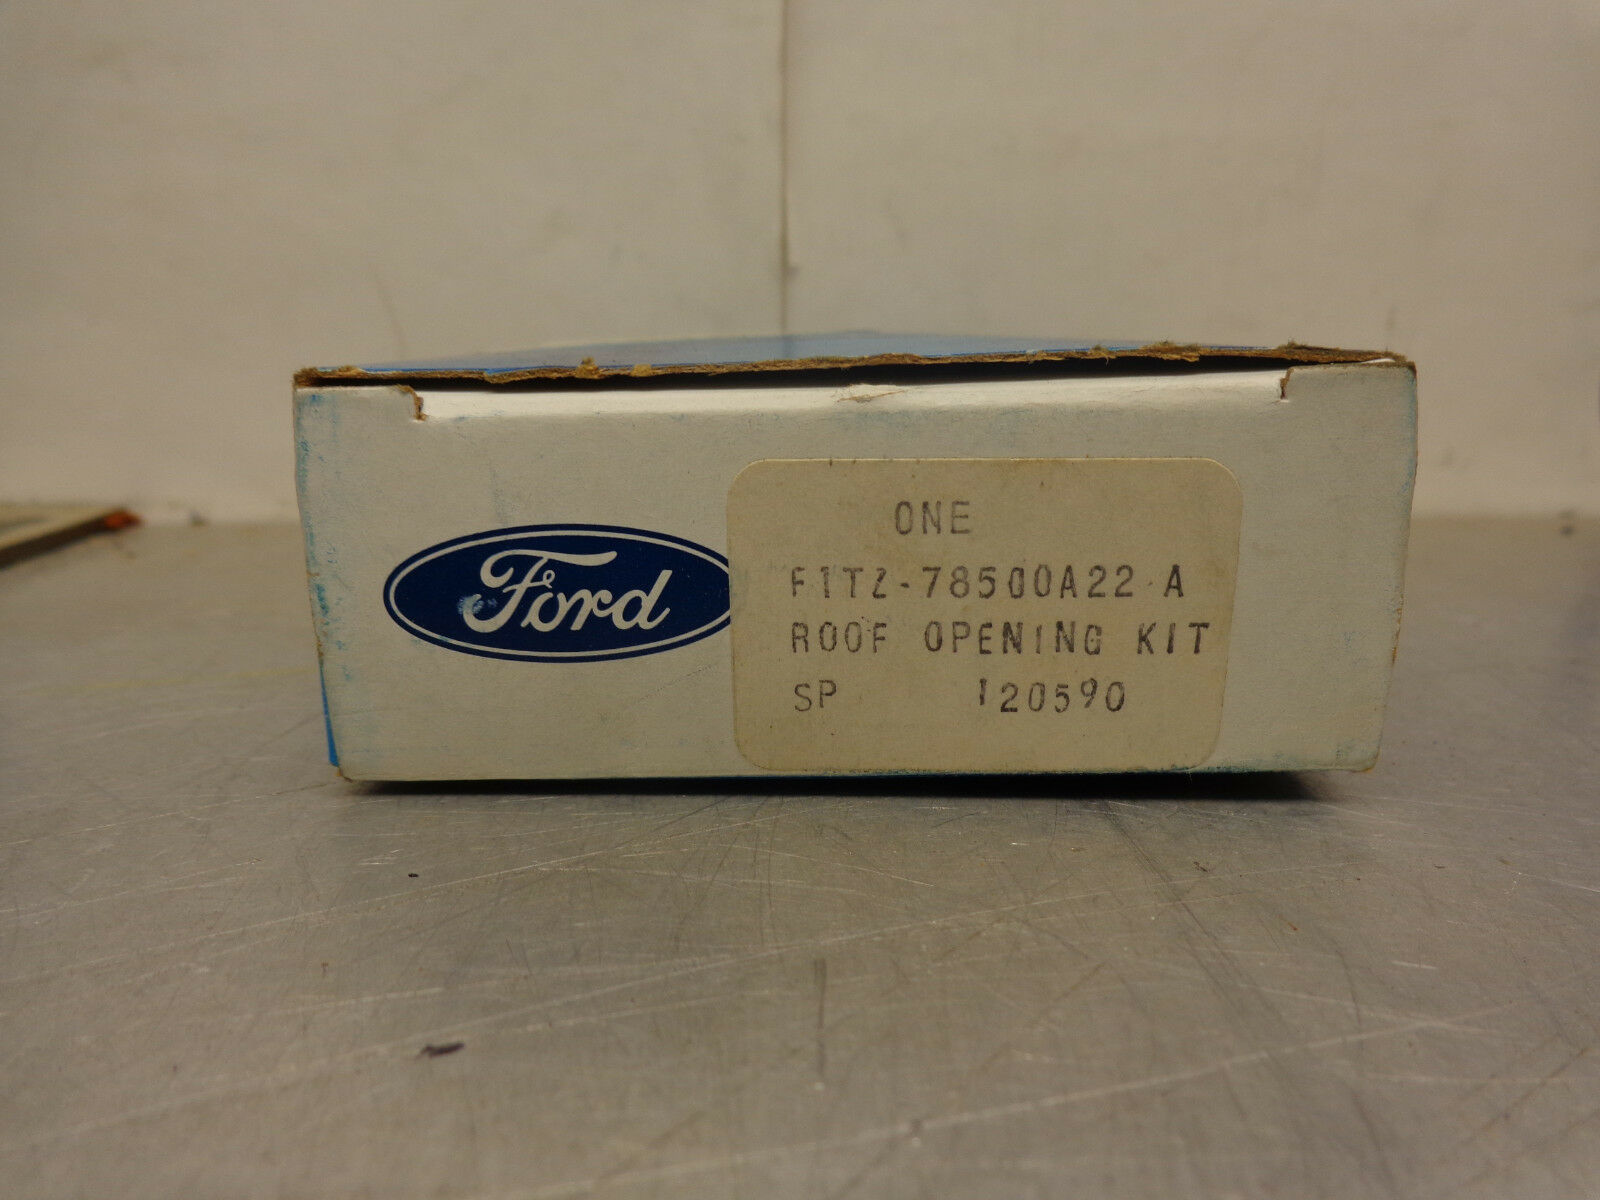 Ford
ONE
F1TZ-78500A22-A
ROOF OPENING KIT
SP 120590